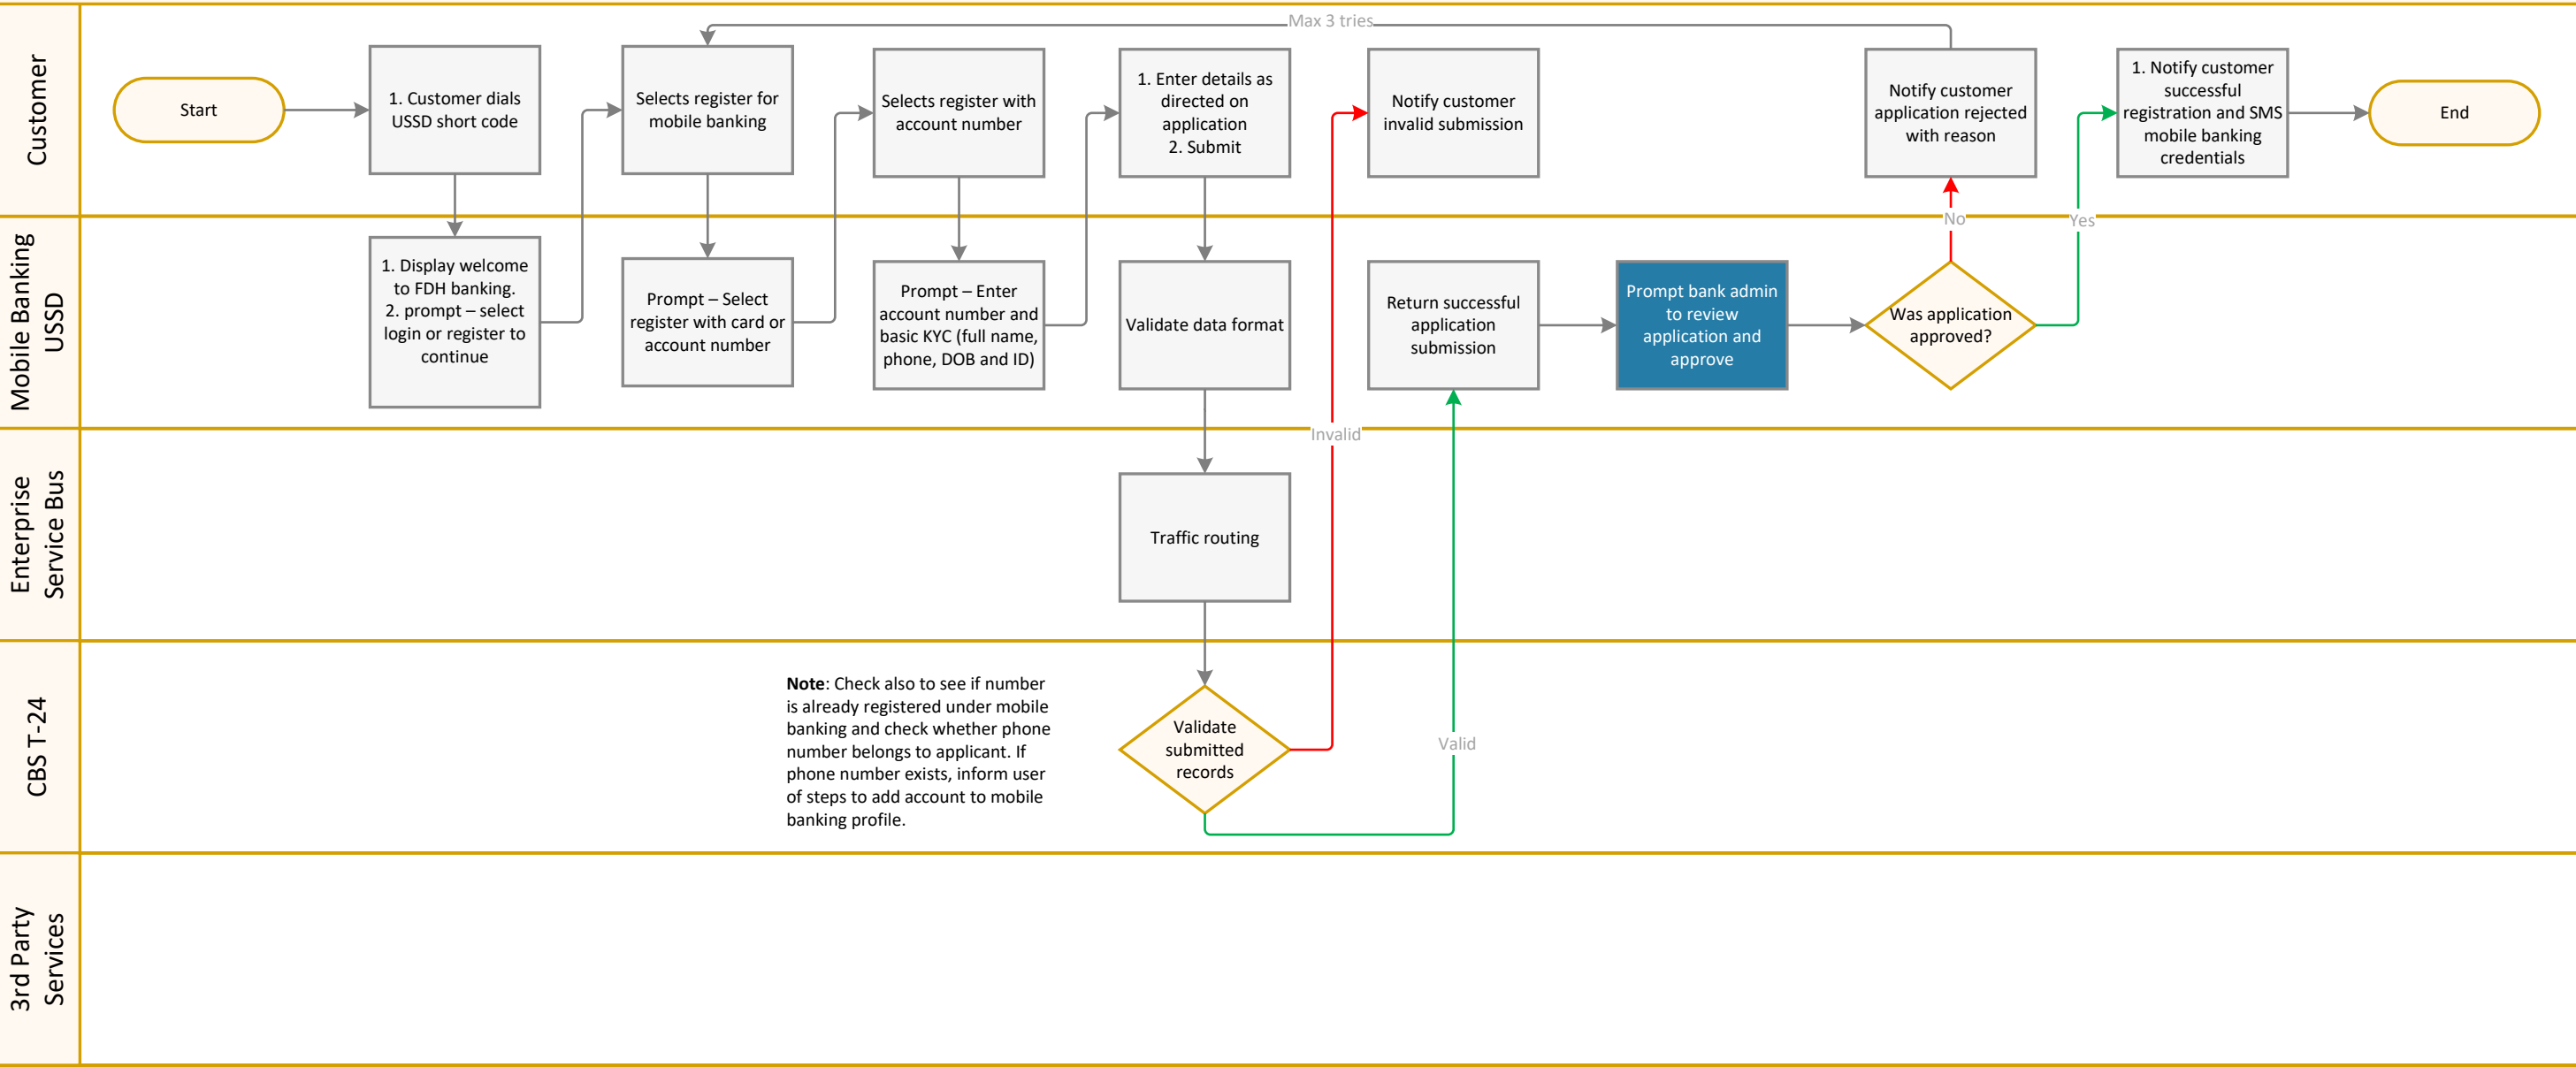 Max 3 tries
Customer
Start
1. Customer dials
USSD short code
Selects register for
mobile banking
Selects register with
account number
1. Enter details as
directed on
application
2. Submit
Notify customer
invalid submission
Notify customer
application rejected
with reason
1. Notify customer
successful
registration and SMS
mobile banking
credentials
End
No
Yes
Mobile Banking
USSD
1. Display welcome
to FDH banking.
2. prompt – select
login or register to
continue
Prompt – Select
register with card or
account number
Prompt – Enter
account number and
basic KYC (full name,
phone, DOB and ID)
Validate data format
Return successful
application
submission
Prompt bank admin
to review
application and
approve
Was application
approved?
Invalid
Enterprise
Service Bus
Traffic routing
CBS T-24
Note: Check also to see if number
is already registered under mobile
banking and check whether phone
number belongs to applicant. If
phone number exists, inform user
of steps to add account to mobile
banking profile.
Validate
submitted
records
Valid
3rd Party
Services